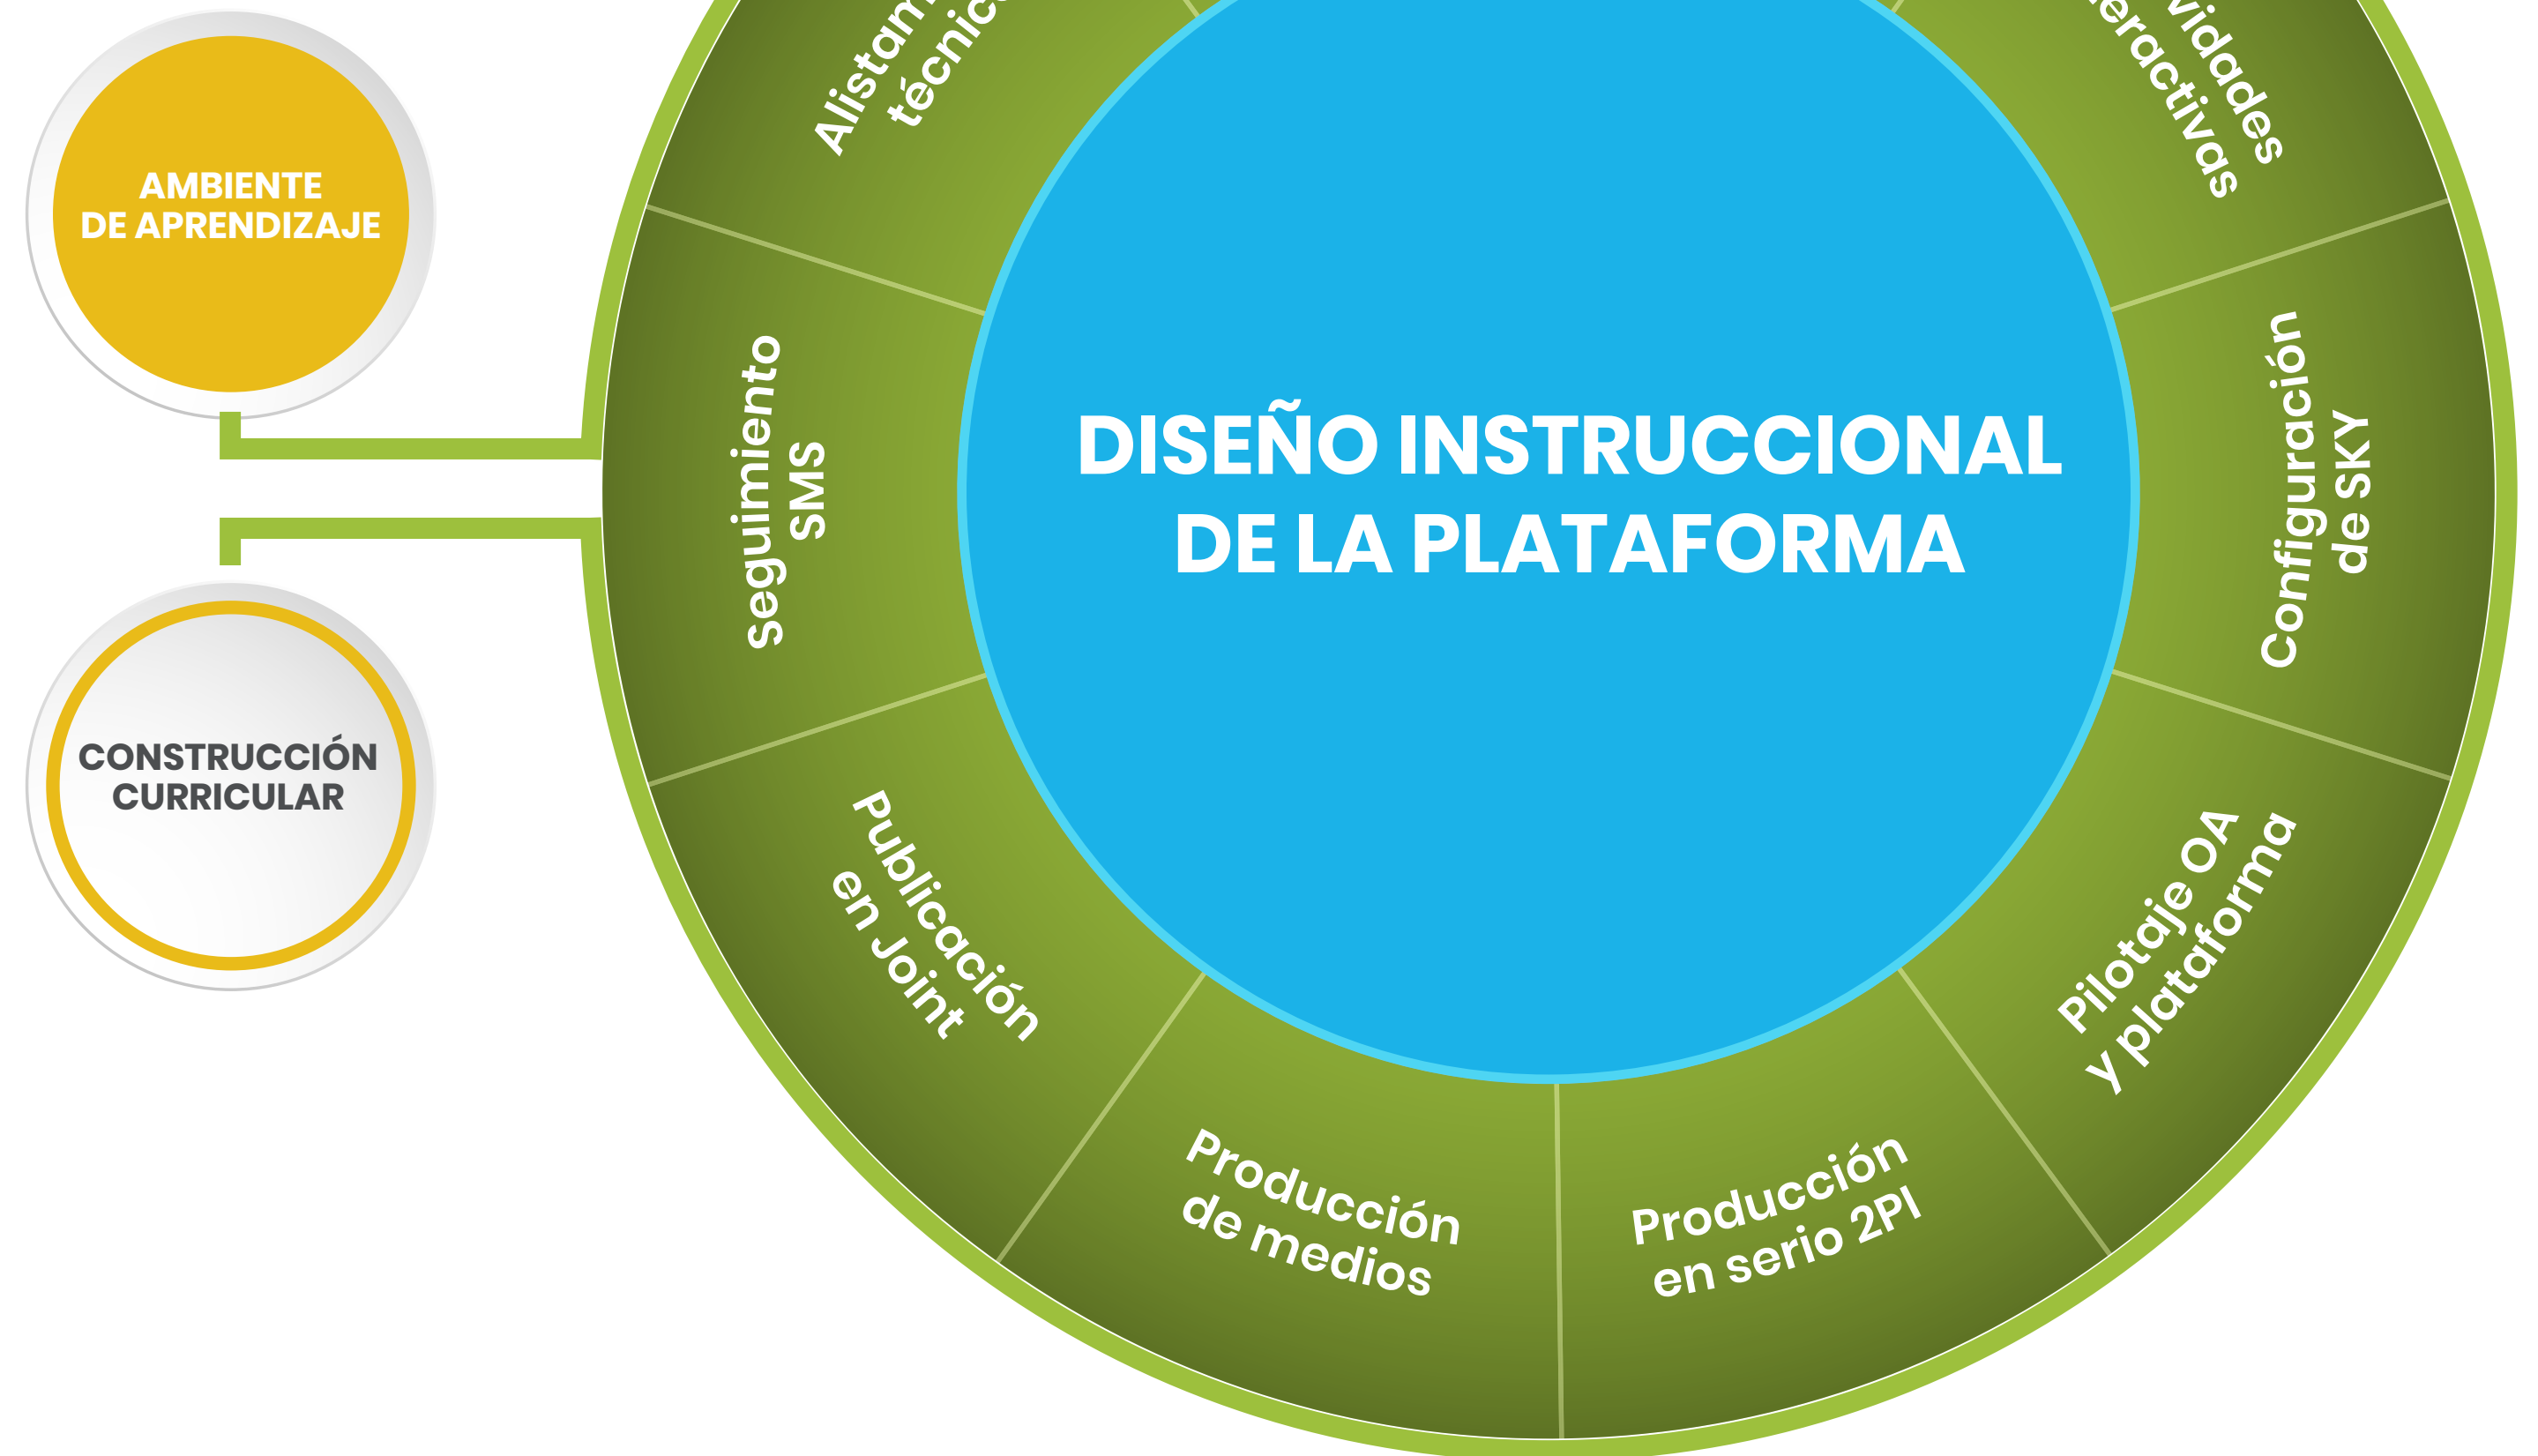 AMBIENTE
DE APRENDIZAJE
CONSTRUCCIÓN
CURRICULAR
DISEÑO INSTRUCCIONAL
DE LA PLATAFORMA
Configuración
de SKY
Pilotaje OA
y plataforma
Producción
en serio 2PI
Producción
de medios
Publicación
en Joint
Seguimiento
SMS